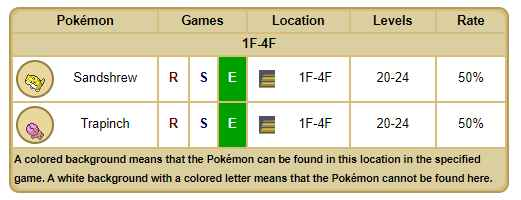 Pokémon Games Location Levels Rate
1F-4F
Sandshrew R S E 1F-4F 20-24 50%
Trapinch R S E 1F-4F 20-24 50%
A colored background means that the Pokémon can be found in this location in the specified
game. A white background with a colored letter means that the Pokémon cannot be found here.